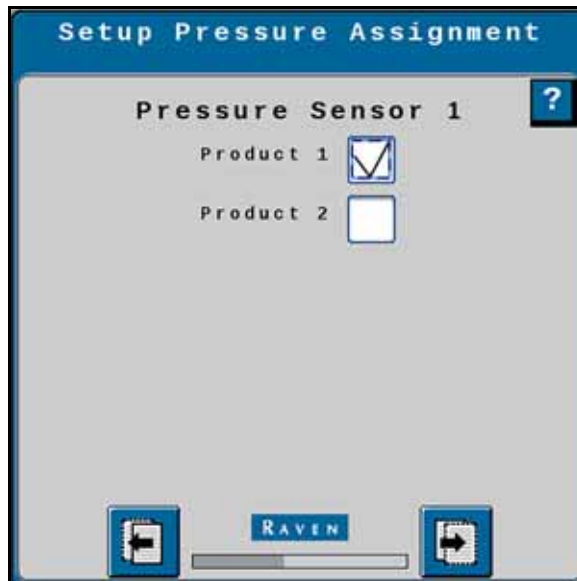 Setup Pressure Assignment
?
Pressure Sensor 1
Product 1
Product 2
RAVEN